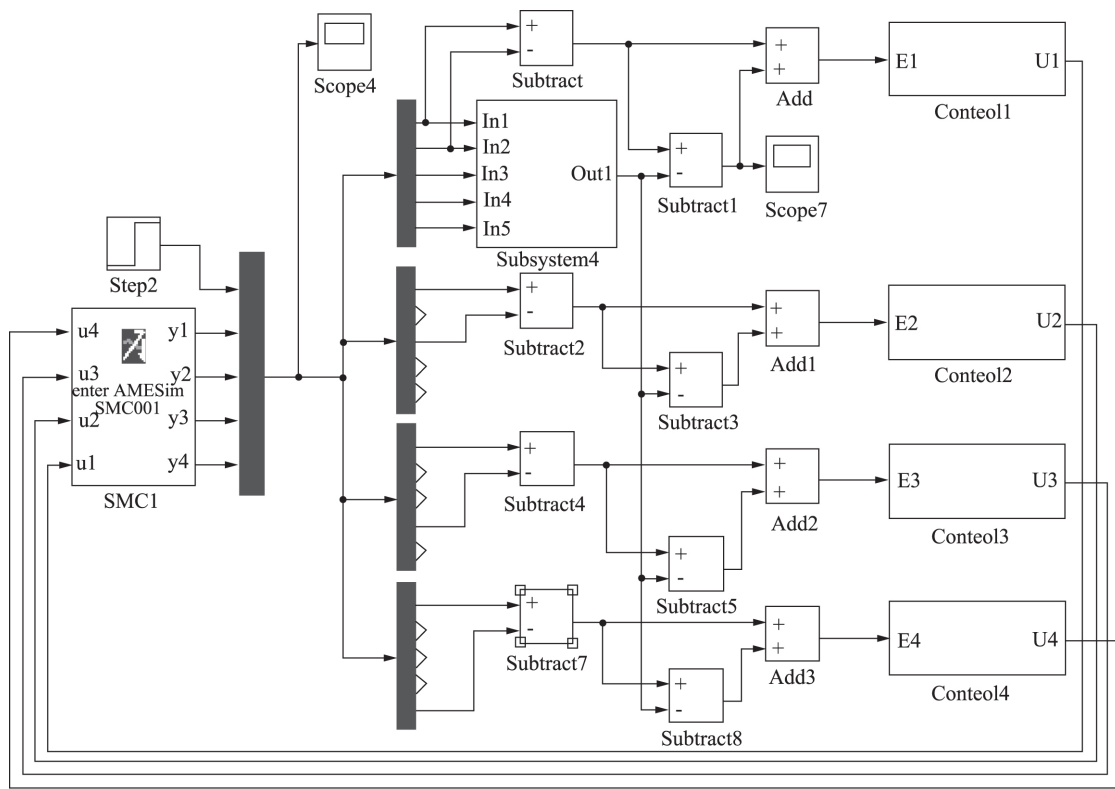 Scope4
+
-
Subtract
+
+
Add
E1 U1
Conteol1
In1
In2
In3
In4
In5
Out1
Subsystem4
+
-
Subtract1
Scope7
Step2
u4 y1
u3 y2
enter AMESim
SMC001
u2 y3
u1 y4
SMC1
+
-
Subtract2
+
+
Add1
E2 U2
Conteol2
+
-
Subtract3
+
-
Subtract4
+
+
Add2
E3 U3
Conteol3
+
-
Subtract5
+
-
Subtract7
+
+
Add3
E4 U4
Conteol4
+
-
Subtract8